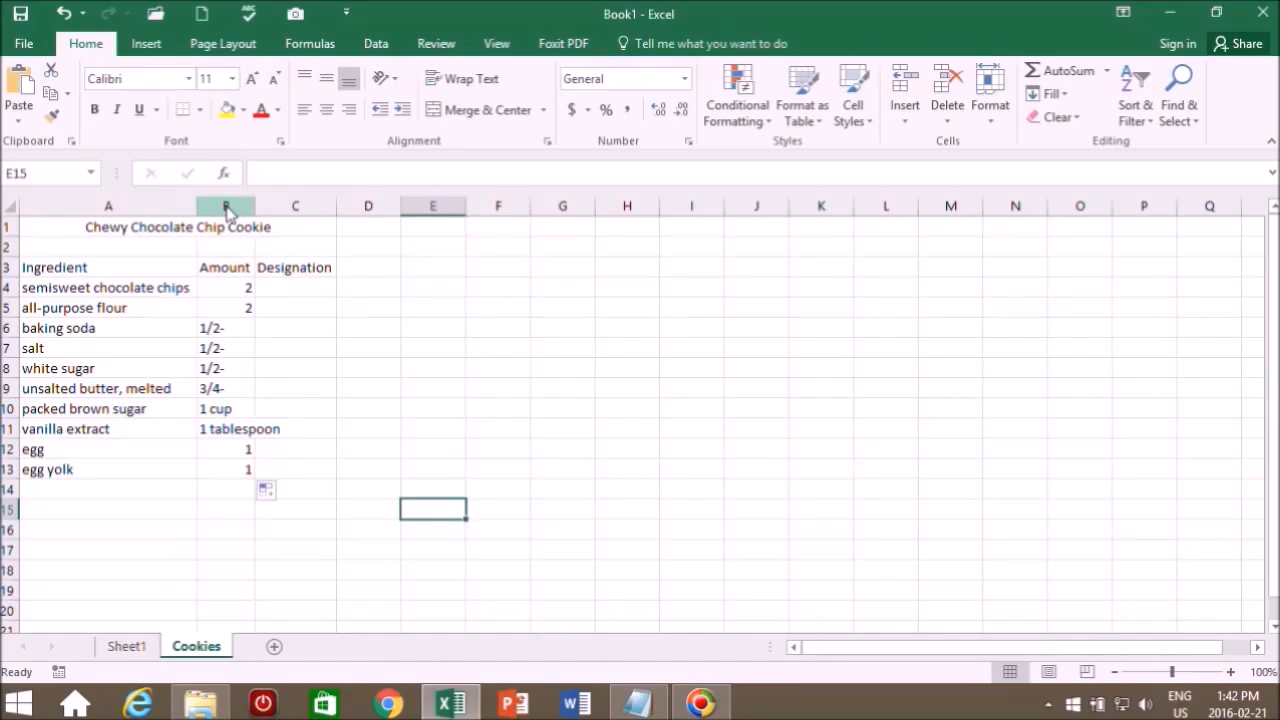 Book1 - Excel
File Home Insert Page Layout Formulas Data Review View Foxit PDF Tell me what you want to do Sign in Share
Calibri 11 Wrap Text General AutoSum
Paste B I U Merge & Center $ % , Conditional Formatting Format as Table Cell Styles Insert Delete Format Fill Clear Sort & Filter Find & Select
Clipboard Font Alignment Number Styles Cells Editing
E15 fx
A B C D E F G H I J K L M N O P Q
1 Chewy Chocolate Chip Cookie
2
3 Ingredient Amount Designation
4 semisweet chocolate chips 2
5 all-purpose flour 2
6 baking soda 1/2-
7 salt 1/2-
8 white sugar 1/2-
9 unsalted butter, melted 3/4-
10 packed brown sugar 1 cup
11 vanilla extract 1 tablespoon
12 egg 1
13 egg yolk 1
14
15
16
17
18
19
20
21
Sheet1 Cookies
Ready 100%
ENG 1:42 PM
US 2016-02-21